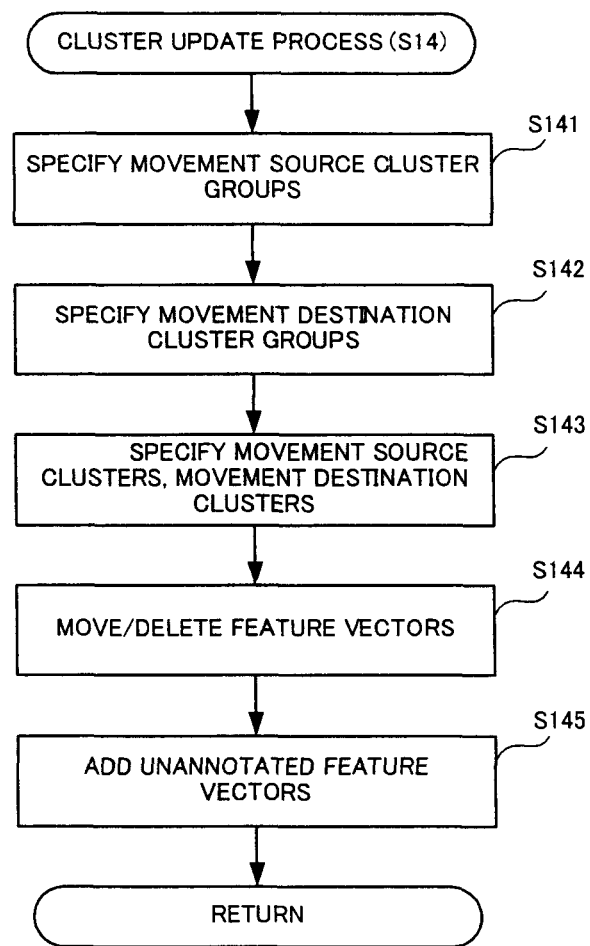 CLUSTER UPDATE PROCESS (S14)
S141
SPECIFY MOVEMENT SOURCE CLUSTER
GROUPS
S142
SPECIFY MOVEMENT DESTINATION
CLUSTER GROUPS
S143
SPECIFY MOVEMENT SOURCE
CLUSTERS, MOVEMENT DESTINATION
CLUSTERS
S144
MOVE/DELETE FEATURE VECTORS
S145
ADD UNANNOTATED FEATURE
VECTORS
RETURN